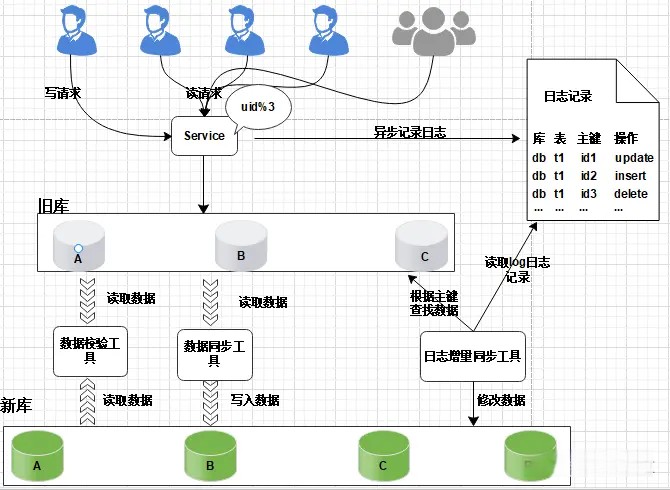 写请求
读请求
uid%3
Service
异步记录日志
日志记录
库 表 主键 操作
db t1 id1 update
db t1 id2 insert
db t1 id3 delete
... ... ... ...
旧库
A
B
C
读取数据
读取数据
根据主键
查找数据
读取log日志
记录
数据校验工
具
数据同步工
具
日志增量同步工具
读取数据
写入数据
修改数据
新库
A
B
C